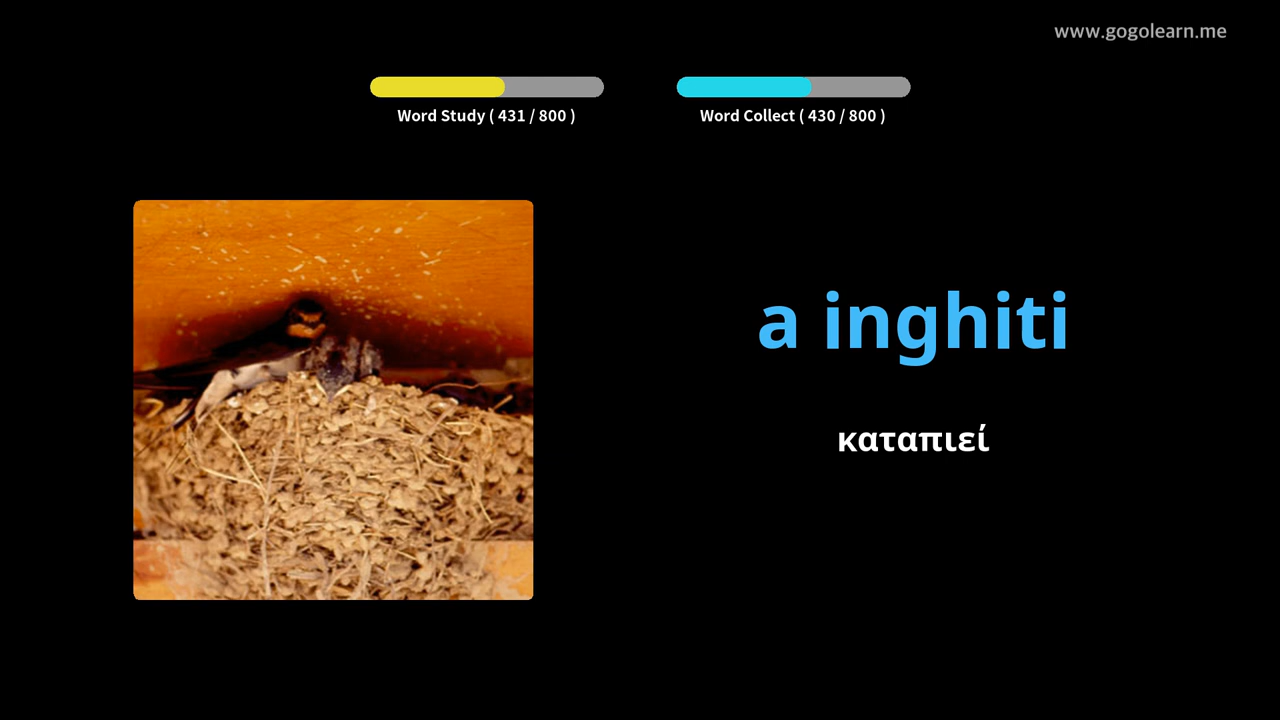 www.gogolearn.me
Word Study ( 431 / 800 )
Word Collect ( 430 / 800 )
a inghiti
καταπιεί